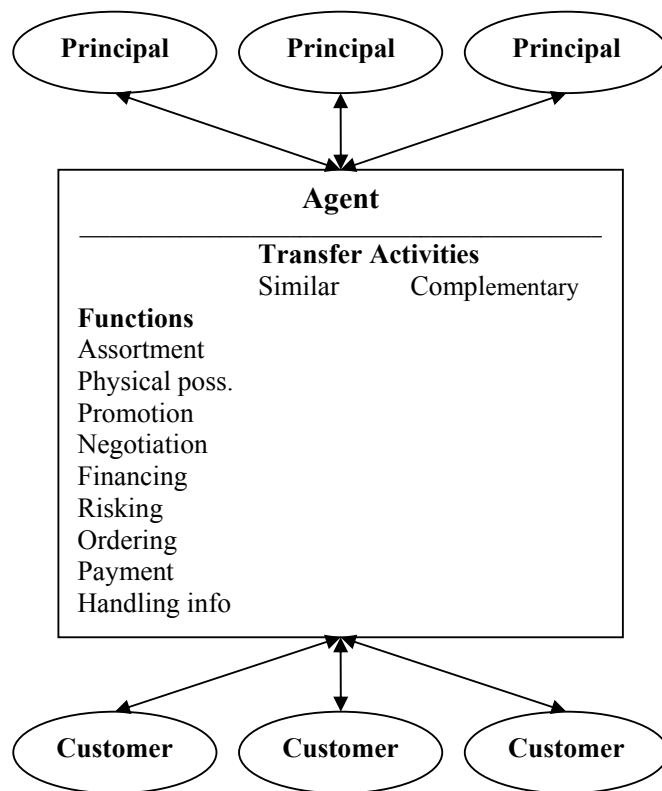 Principal Principal Principal
Agent
Transfer Activities
Similar Complementary
Functions
Assortment
Physical poss.
Promotion
Negotiation
Financing
Risking
Ordering
Payment
Handling info
Customer Customer Customer